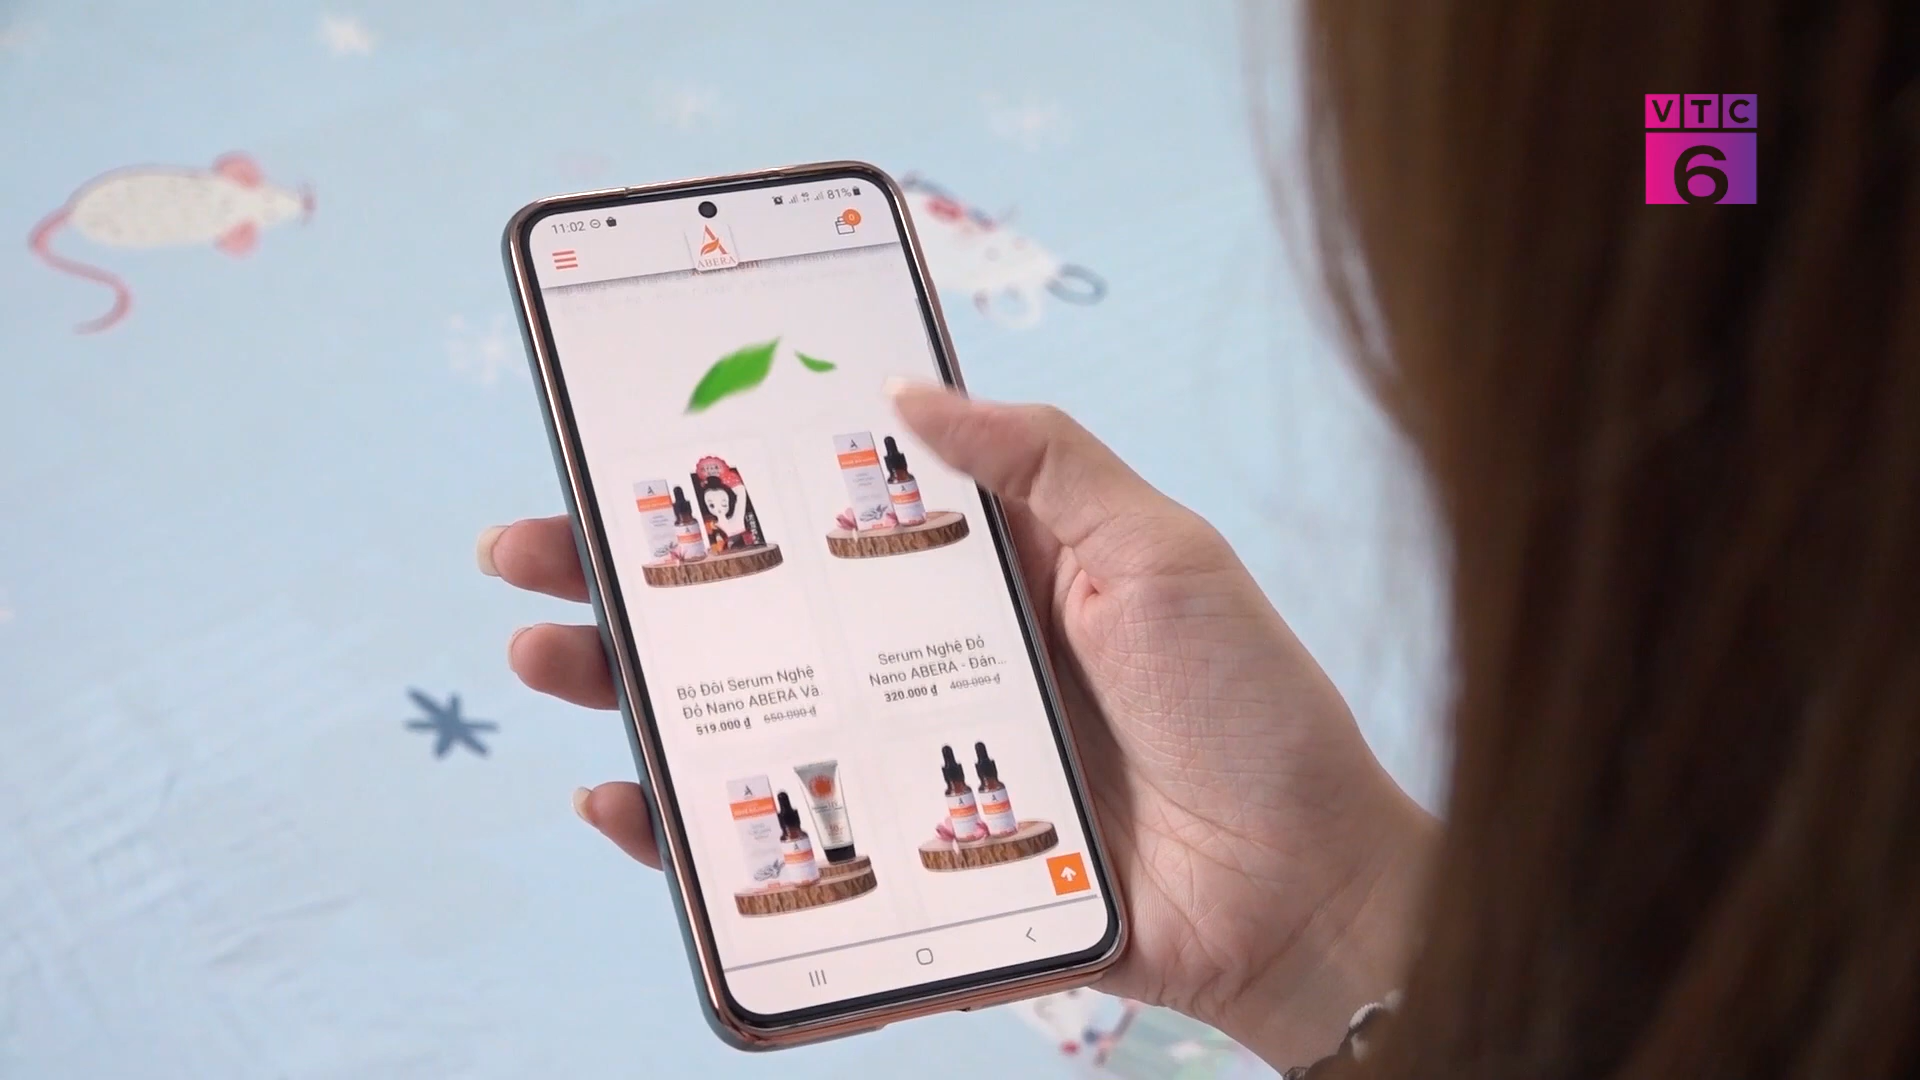 VTC
6
11:02
81%
0
ABERA
Bộ Đôi Serum Nghệ
Đỏ Nano ABERA Và
519.000 ₫ 650.000 ₫
Serum Nghệ Đỏ
Nano ABERA - Đán...
320.000 ₫ 400.000 ₫